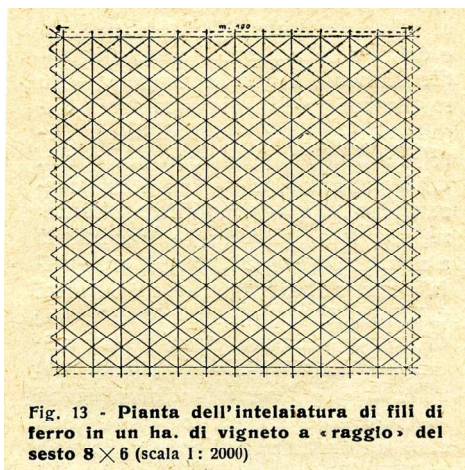 m. 100
Fig. 13 - Pianta dell'intelaiatura di fili di
ferro in un ha. di vigneto a «raggio» del
sesto 8 × 6 (scala 1: 2000)